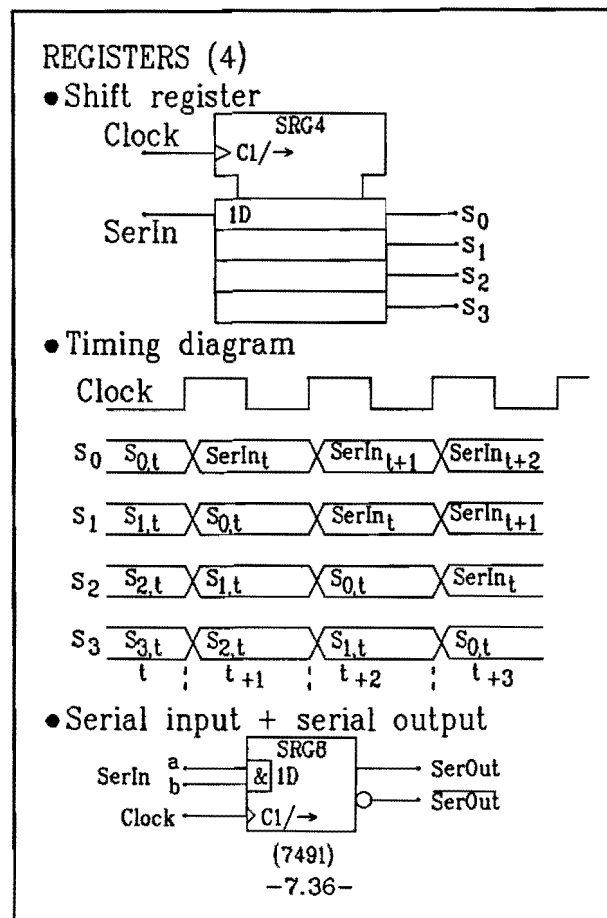 REGISTERS (4)
● Shift register
SRG4
Clock
C1/→
1D
SerIn
S0
S1
S2
S3
● Timing diagram
Clock
S0 S0,t SerInt SerInt+1 SerInt+2
S1 S1,t S0,t SerInt SerInt+1
S2 S2,t S1,t S0,t SerInt
S3 S3,t S2,t S1,t S0,t
t t+1 t+2 t+3
● Serial input + serial output
SRG8
SerIn a b & 1D SerOut
SerOut
Clock C1/→
(7491)
-7.36-